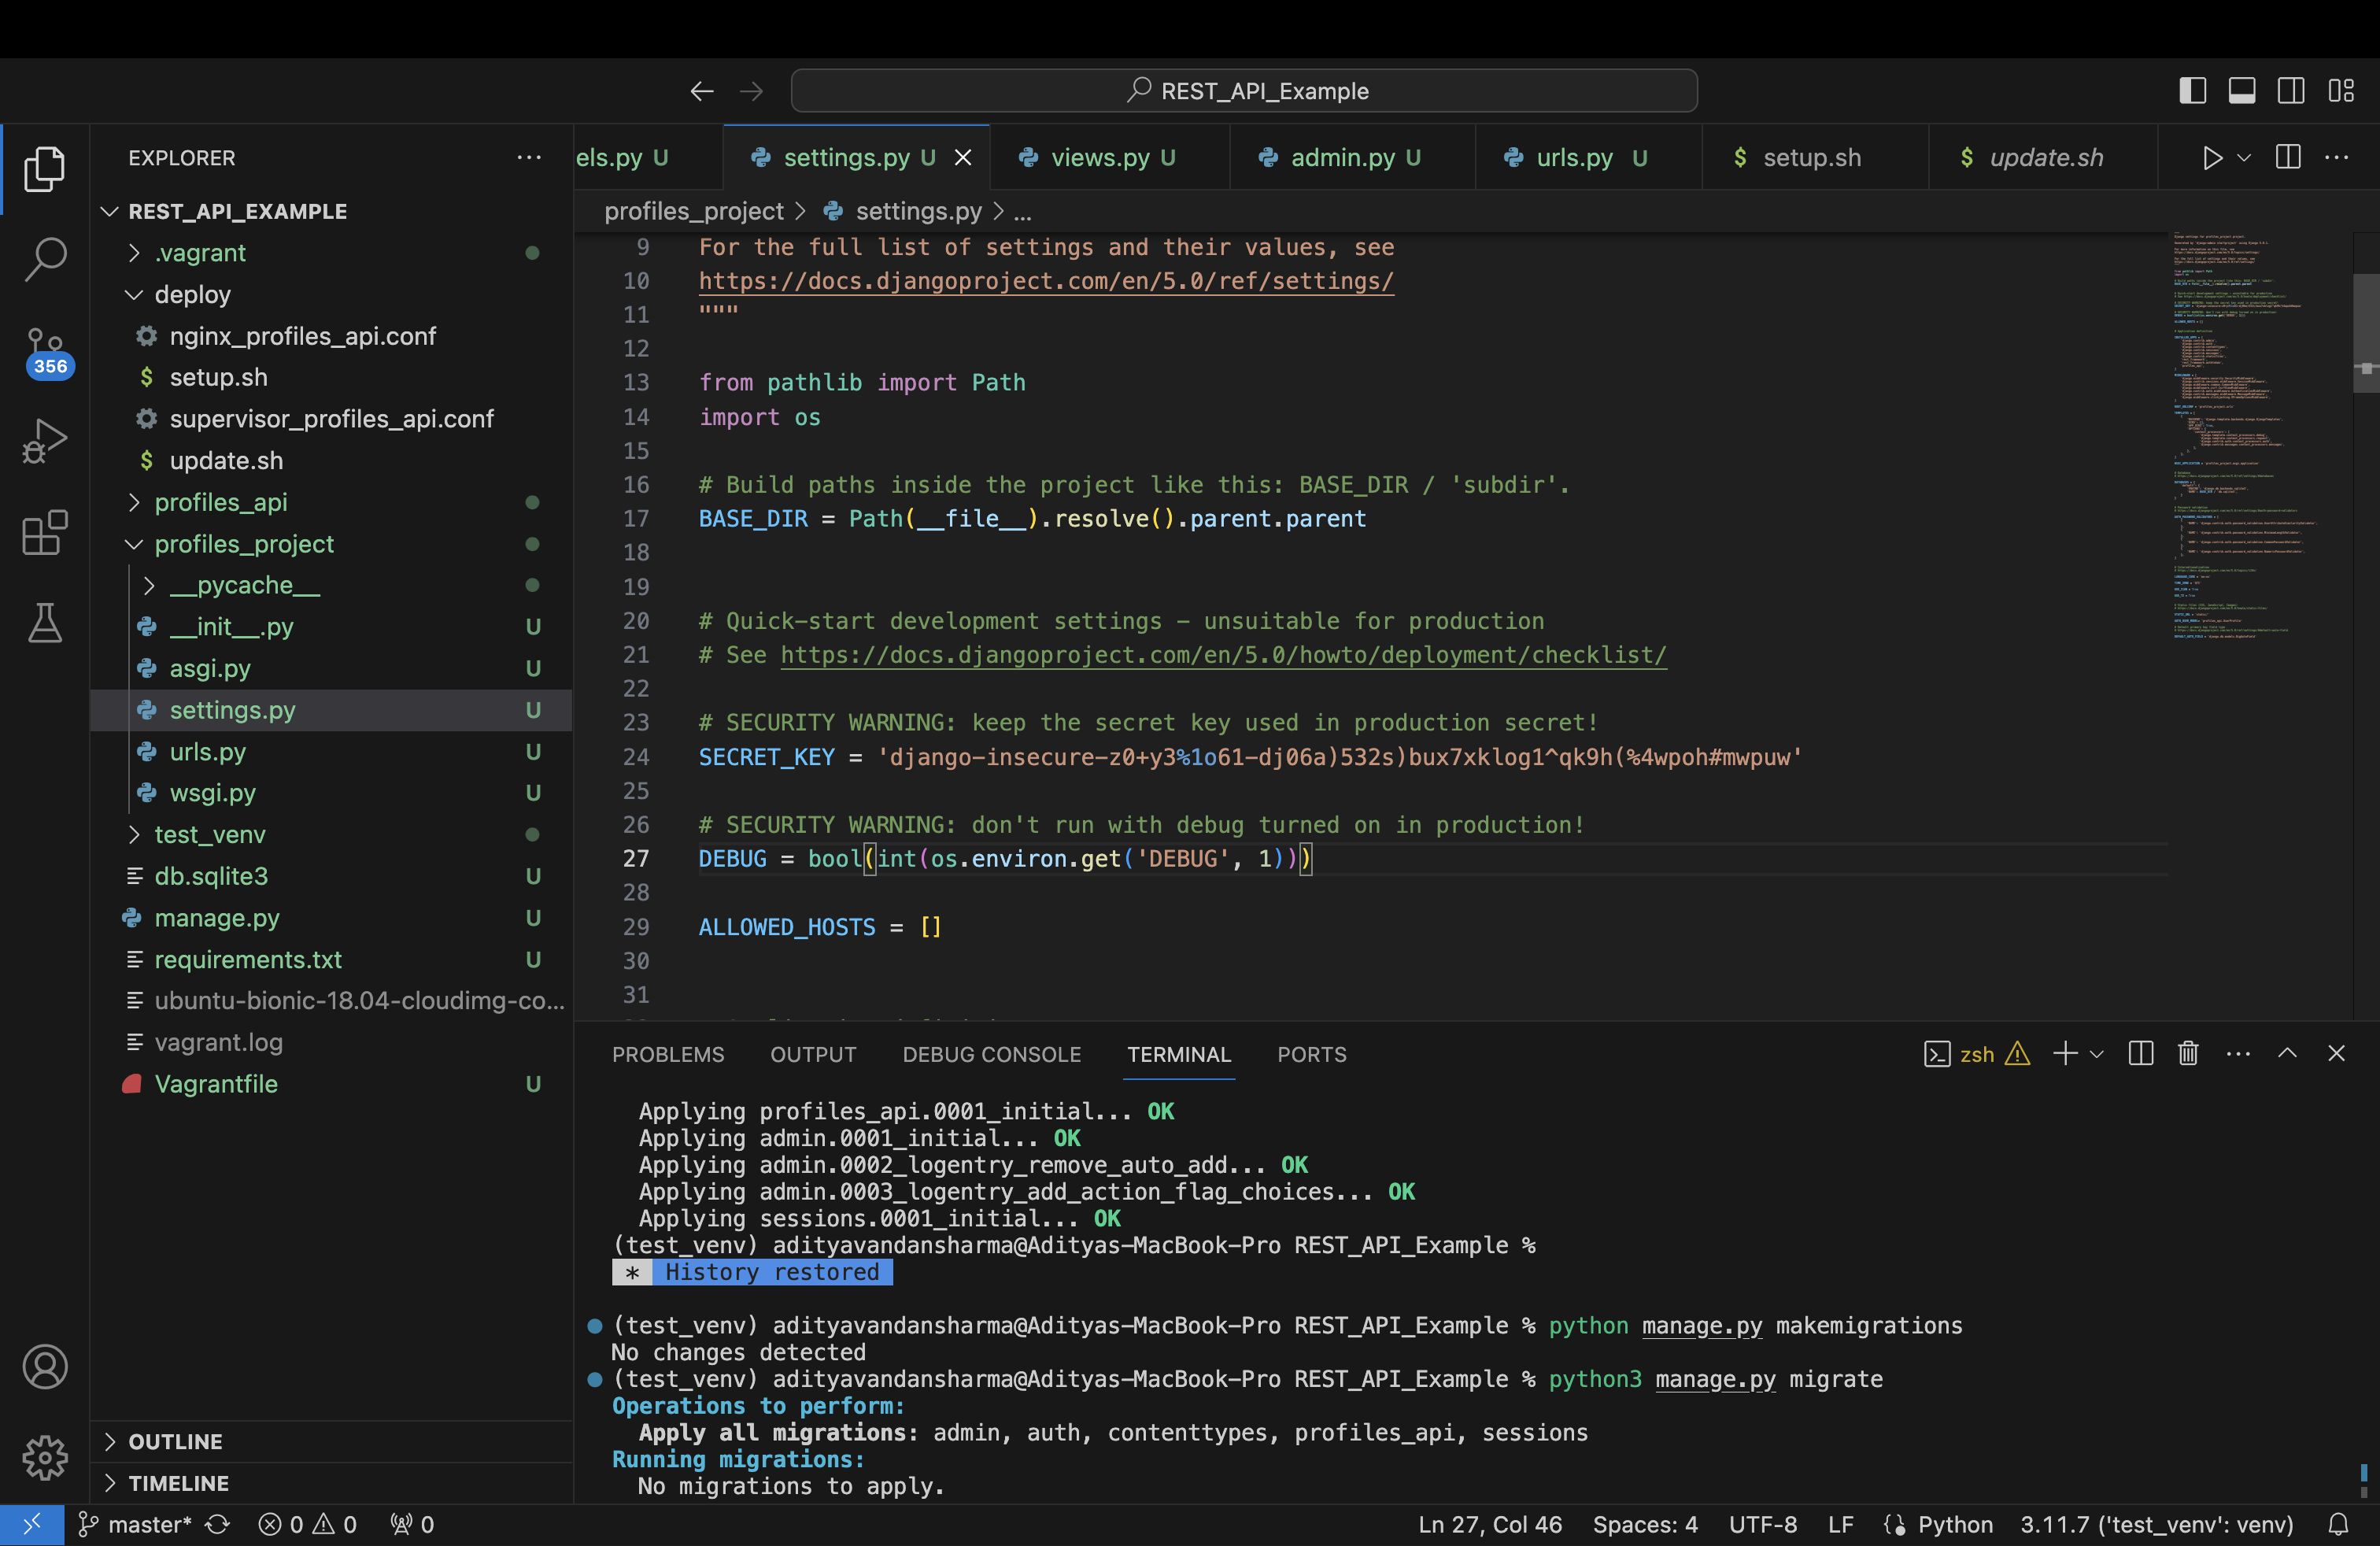 REST_API_Example
EXPLORER
REST_API_EXAMPLE
.vagrant
deploy
nginx_profiles_api.conf
$ setup.sh
supervisor_profiles_api.conf
$ update.sh
profiles_api
profiles_project
__pycache__
__init__.py U
asgi.py U
settings.py U
urls.py U
wsgi.py U
test_venv
db.sqlite3 U
manage.py U
requirements.txt U
ubuntu-bionic-18.04-cloudimg-co...
vagrant.log
Vagrantfile U
OUTLINE
TIMELINE
356
els.py U settings.py U views.py U admin.py U urls.py U $ setup.sh $ update.sh
profiles_project > settings.py > ...
9 For the full list of settings and their values, see
10 https://docs.djangoproject.com/en/5.0/ref/settings/
11 """
12
13 from pathlib import Path
14 import os
15
16 # Build paths inside the project like this: BASE_DIR / 'subdir'.
17 BASE_DIR = Path(__file__).resolve().parent.parent
18
19
20 # Quick-start development settings - unsuitable for production
21 # See https://docs.djangoproject.com/en/5.0/howto/deployment/checklist/
22
23 # SECURITY WARNING: keep the secret key used in production secret!
24 SECRET_KEY = 'django-insecure-z0+y3%1o61-dj06a)532s)bux7xklog1^qk9h(%4wpoh#mwpuw'
25
26 # SECURITY WARNING: don't run with debug turned on in production!
27 DEBUG = bool(int(os.environ.get('DEBUG', 1)))
28
29 ALLOWED_HOSTS = []
30
31
PROBLEMS OUTPUT DEBUG CONSOLE TERMINAL PORTS
zsh
Applying profiles_api.0001_initial... OK
Applying admin.0001_initial... OK
Applying admin.0002_logentry_remove_auto_add... OK
Applying admin.0003_logentry_add_action_flag_choices... OK
Applying sessions.0001_initial... OK
(test_venv) adityavandansharma@Adityas-MacBook-Pro REST_API_Example %
* History restored
(test_venv) adityavandansharma@Adityas-MacBook-Pro REST_API_Example % python manage.py makemigrations
No changes detected
(test_venv) adityavandansharma@Adityas-MacBook-Pro REST_API_Example % python3 manage.py migrate
Operations to perform:
Apply all migrations: admin, auth, contenttypes, profiles_api, sessions
Running migrations:
No migrations to apply.
master* 0 0 0 Ln 27, Col 46 Spaces: 4 UTF-8 LF Python 3.11.7 ('test_venv': venv)